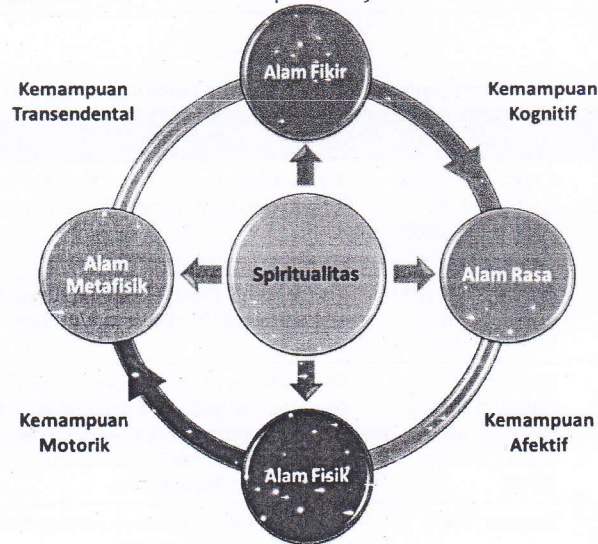 Alam Fikir
Kemampuan
Transendental
Kemampuan
Kognitif
Alam
Metafisik
Spiritualitas
Alam Rasa
Kemampuan
Motorik
Kemampuan
Afektif
Alam Fisik